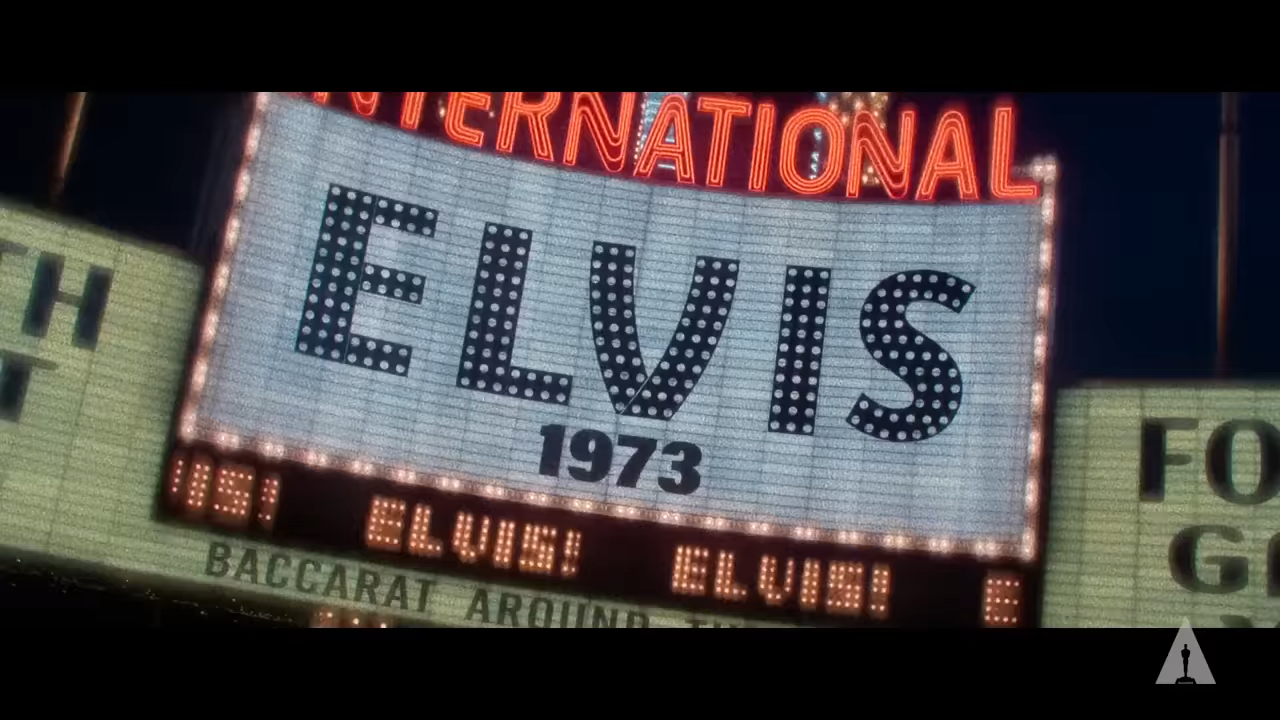 INTERNATIONAL
ELVIS
1973
ELVIS! ELVIS!
BACCARAT AROUND